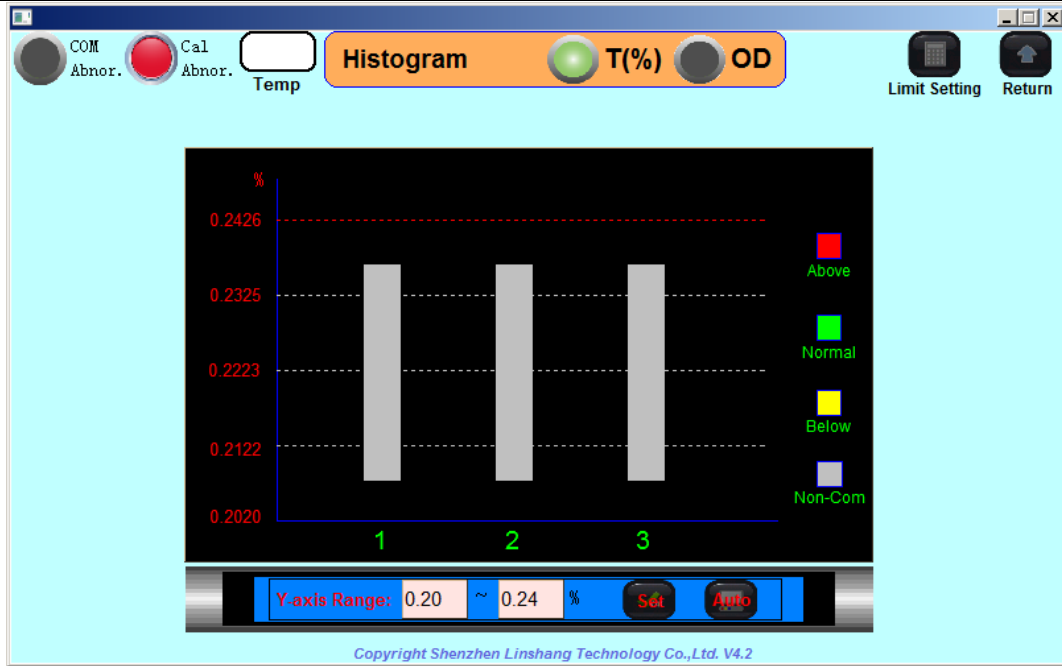 COM
Abnor.
Cal
Abnor.
Temp
Histogram
T(%)
OD
Limit Setting
Return
%
0.2426
0.2325
0.2223
0.2122
0.2020
1
2
3
Above
Normal
Below
Non-Com
Y-axis Range: 0.20 ~ 0.24 %
Set
Auto
Copyright Shenzhen Linshang Technology Co.,Ltd. V4.2